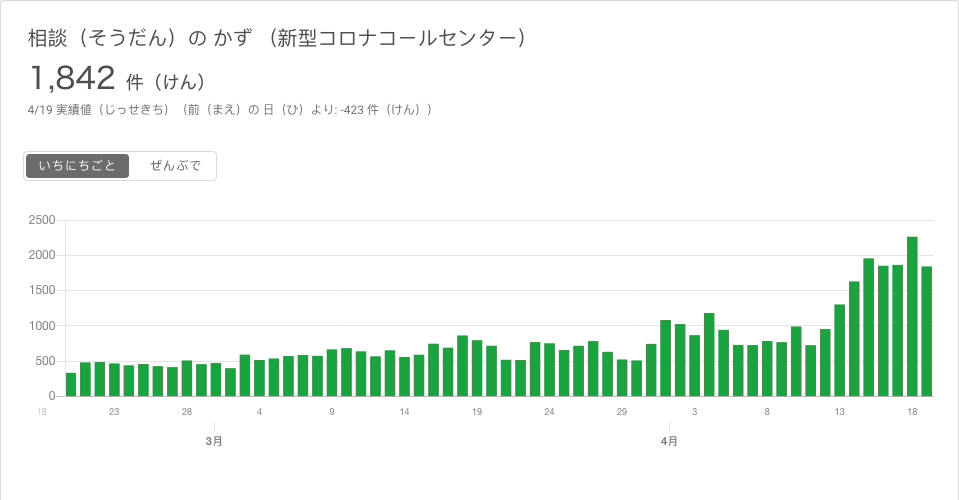 相談（そうだん）の かず （新型コロナコールセンター）
1,842 件（けん）
4/19 実績値（じっせきち）（前（まえ）の 日（ひ）より: -423 件（けん））
いちにちごと ぜんぶで
2500
2000
1500
1000
500
0
18 23 28 4 9 14 19 24 29 3 8 13 18
3月 4月